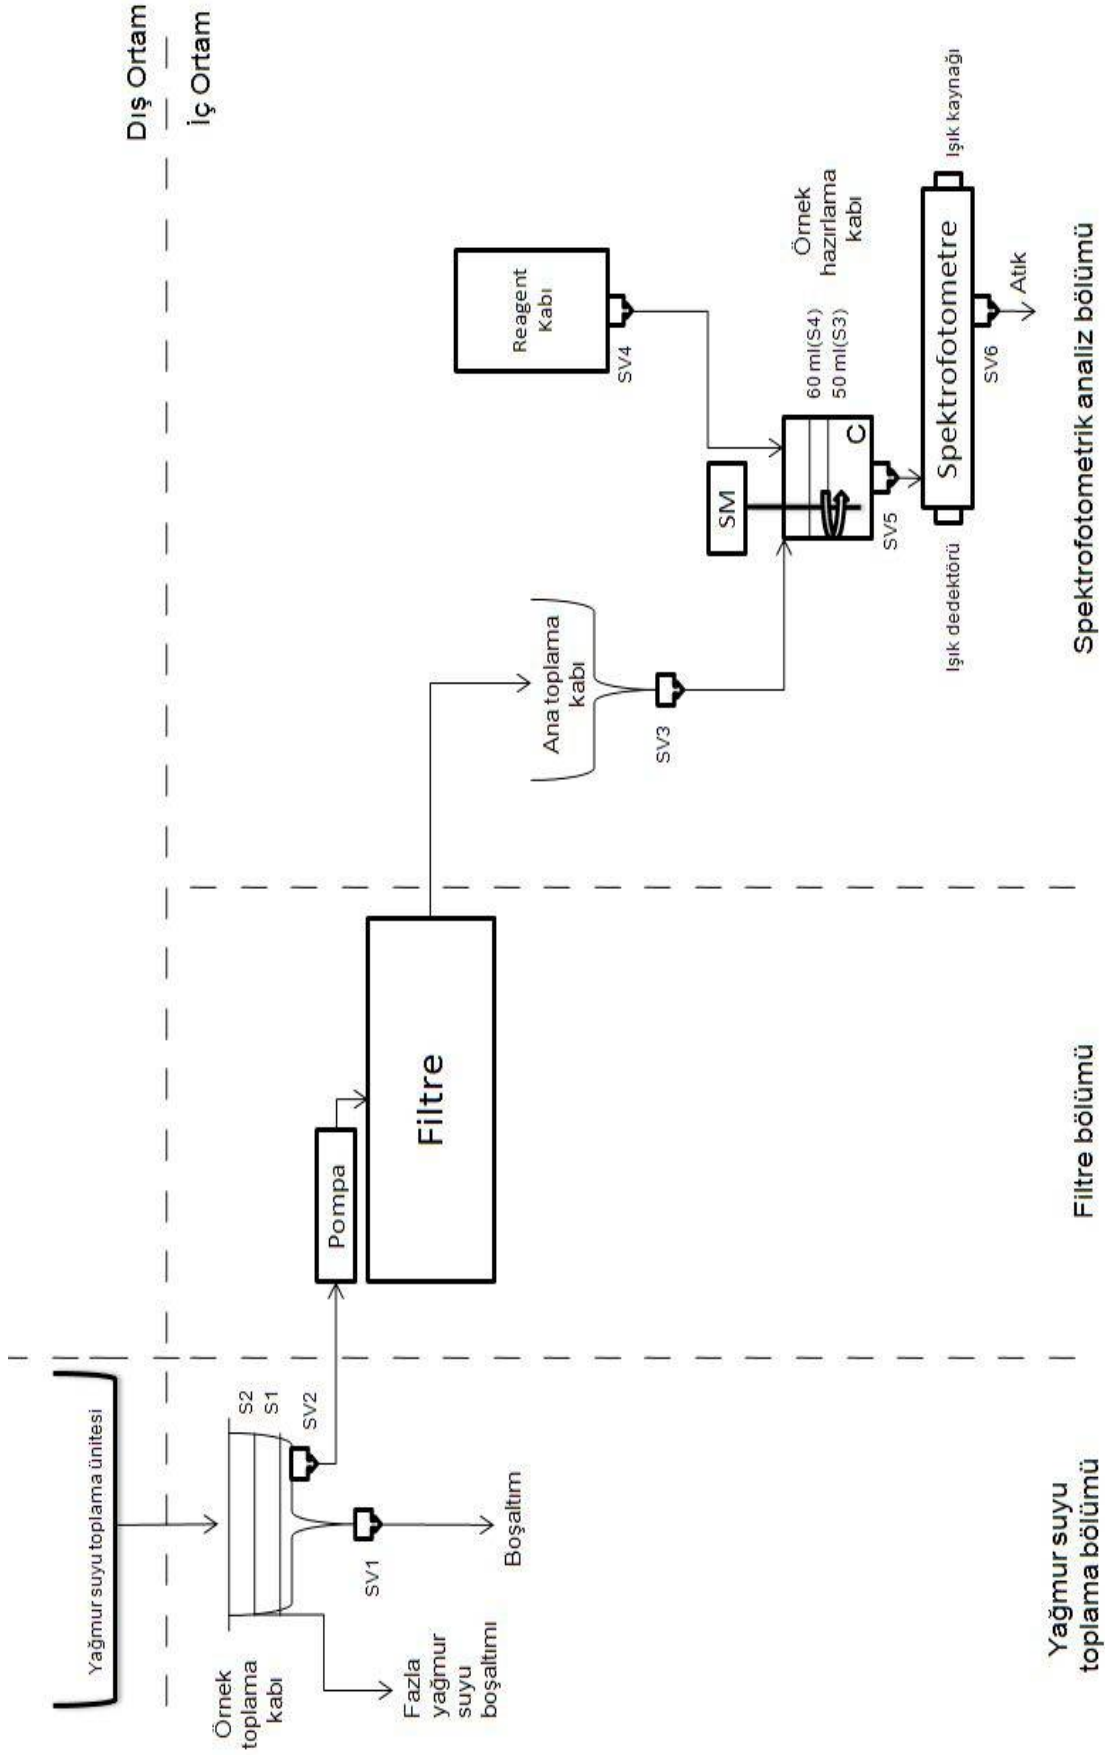 Dış Ortam
İç Ortam
Yağmur suyu toplama ünitesi
Örnek
toplama
kabı
S2
S1
SV2
SV1
Fazla
yağmur
suyu
boşaltımı
Boşaltım
Pompa
Filtre
Ana toplama
kabı
SV3
Reagent
Kabı
SV4
SM
60 ml(S4)
50 ml(S3)
C
Örnek
hazırlama
kabı
SV5
Işık dedektörü
Spektrofotometre
Işık kaynağı
SV6
Atık
Yağmur suyu
toplama bölümü
Filtre bölümü
Spektrofotometrik analiz bölümü